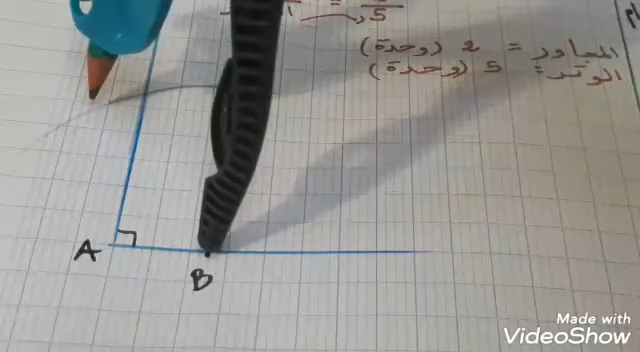 المجاور = 2 (وحدة)
الوتر = 5 (وحدة)
A
B
Made with
VideoShow